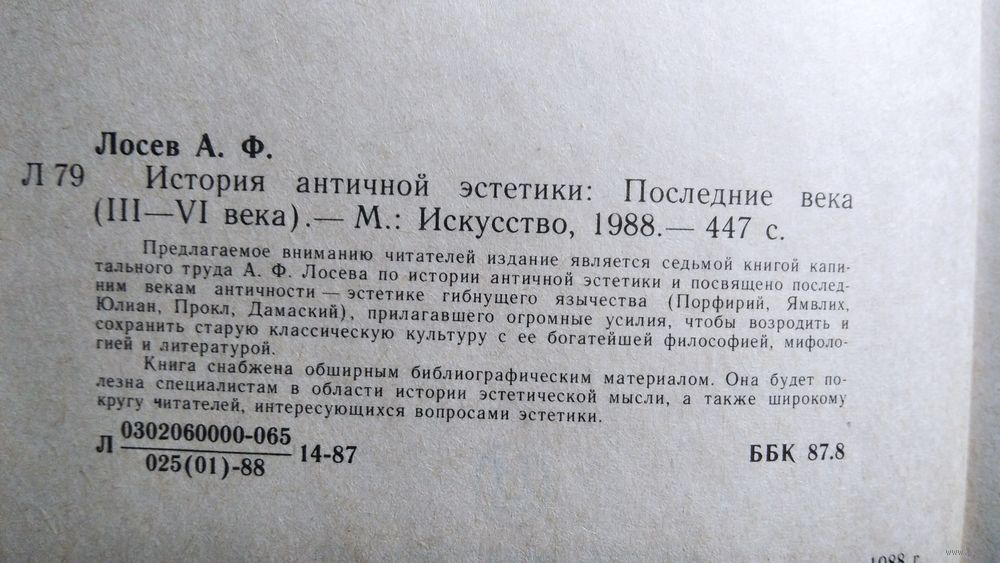 Лосев А. Ф.
Л 79 История античной эстетики: Последние века
(III—VI века).— М.: Искусство, 1988.— 447 с.
Предлагаемое вниманию читателей издание является седьмой книгой капи-
тального труда А. Ф. Лосева по истории античной эстетики и посвящено послед-
ним векам античности — эстетике гибнущего язычества (Порфирий, Ямвлих,
Юлиан, Прокл, Дамаский), прилагавшего огромные усилия, чтобы возродить и
сохранить старую классическую культуру с ее богатейшей философией, мифоло-
гией и литературой.
Книга снабжена обширным библиографическим материалом. Она будет по-
лезна специалистам в области истории эстетической мысли, а также широкому
кругу читателей, интересующихся вопросами эстетики.
Л 0302060000-065 14-87
025(01)-88
ББК 87.8
1988 г.